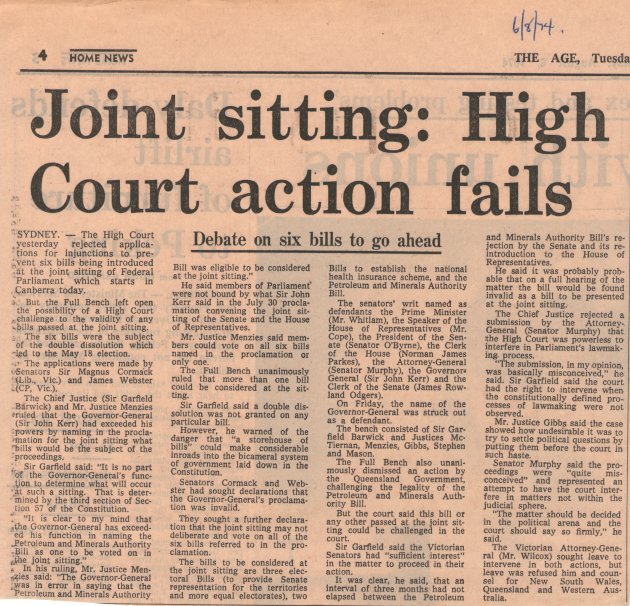 6/8/74.
4 HOME NEWS
THE AGE, Tuesda
Joint sitting: High
Court action fails
Debate on six bills to go ahead
SYDNEY. — The High Court
yesterday rejected applica-
tions for injunctions to pre-
vent six bills being introduced
at the joint sitting of Federal
Parliament which starts in
Canberra today.
But the Full Bench left open
the possibility of a High Court
challenge to the validity of any
bills passed at the joint sitting.
The six bills were the subject
of the double dissolution which
led to the May 18 election.
The applications were made by
Senators Sir Magnus Cormack
(Lib., Vic.) and James Webster
(CP, Vic.).
The Chief Justice (Sir Garfield
Barwick) and Mr. Justice Menzies
ruled that the Governor-General
(Sir John Kerr) had exceeded his
powers by naming in the procla-
mation for the joint sitting what
bills would be the subject of the
proceedings.
Sir Garfield said: "It is no part
of the Governor-General's func-
tion to determine what will occur
at such a sitting. That is deter-
mined by the third section of Sec-
tion 57 of the Constitution.
"It is clear to my mind that
the Governor-General has exceed-
ed his function in naming the
Petroleum and Minerals Authority
Bill as one to be voted on in
the joint sitting."
In his ruling, Mr. Justice Men-
zies said: "The Governor-General
was in error in saying that the
Petroleum and Minerals Authority
Bill was eligible to be considered
at the joint sitting."
He said members of Parliament
were not bound by what Sir John
Kerr said in the July 30 procla-
mation convening the joint sit-
ting of the Senate and the House
of Representatives.
Mr. Justice Menzies said mem-
bers could vote on all six bills
named in the proclamation or
only one.
The Full Bench unanimously
ruled that more than one bill
could be considered at the sit-
ting.
Sir Garfield said a double dis-
solution was not granted on any
particular bill.
However, he warned of the
danger that "a storehouse of
bills" could make considerable
inroads into the bicameral system
of government laid down in the
Constitution.
Senators Cormack and Web-
ster had sought declarations that
the Governor-General's proclama-
tion was invalid.
They sought a further declara-
tion that the joint sitting may not
deliberate and vote on all of the
six bills referred to in the pro-
clamation.
The bills to be considered at
the joint sitting are three elec-
toral Bills (to provide Senate
representation for the territories
and more equal electorates), two
Bills to establish the national
health insurance scheme, and the
Petroleum and Minerals Authority
Bill.
The senators' writ named as
defendants the Prime Minister
(Mr. Whitlam), the Speaker of the
House of Representatives (Mr.
Cope), the President of the Sen-
ate (Senator O'Byrne), the Clerk
of the House (Norman James
Parkes), the Attorney-General
(Senator Murphy), the Governor-
General (Sir John Kerr) and the
Clerk of the Senate (James Row-
land Odgers).
On Friday, the name of the
Governor-General was struck out
as a defendant.
The bench consisted of Sir Gar-
field Barwick and Justices Mc-
Tiernan, Menzies, Gibbs, Stephen
and Mason.
The Full Bench also unani-
mously dismissed an action by
the Queensland Government,
challenging the legality of the
Petroleum and Minerals Auth-
ority Bill.
But the court said this bill or
any other passed at the joint sit-
ting could be challenged in the
court.
Sir Garfield said the Victorian
Senators had "sufficient interest"
in the matter to proceed in their
action.
It was clear, he said, that an
interval of three months had not
elapsed between the Petroleum
and Minerals Authority Bill's re-
jection by the Senate and its re-
introduction to the House of
Representatives.
He said it was probably prob-
able that on a full hearing of the
matter the bill would be found
invalid as a bill to be presented
at the joint sitting.
The Chief Justice rejected a
submission by the Attorney-
General (Senator Murphy) that
the High Court was powerless to
interfere in Parliament's lawmak-
ing process.
"The submission, in my opinion,
was basically misconceived," he
said. Sir Garfield said the court
had the right to intervene when
the constitutionally defined pro-
cesses of lawmaking were not
observed.
Mr. Justice Gibbs said the case
showed how undesirable it was to
try to settle political questions by
putting them before the court in
such haste.
Senator Murphy said the pro-
ceedings were "quite mis-
conceived" and represented an
attempt to have the court inter-
fere in matters not within the
judicial sphere.
"The matter should be decided
in the political arena and the
court should say so firmly," he
said.
The Victorian Attorney-Gene-
ral (Mr. Wilcox) sought leave to
intervene in both actions, but
leave was refused him and coun-
sel for New South Wales,
Queensland and Western Aus-
tralia.